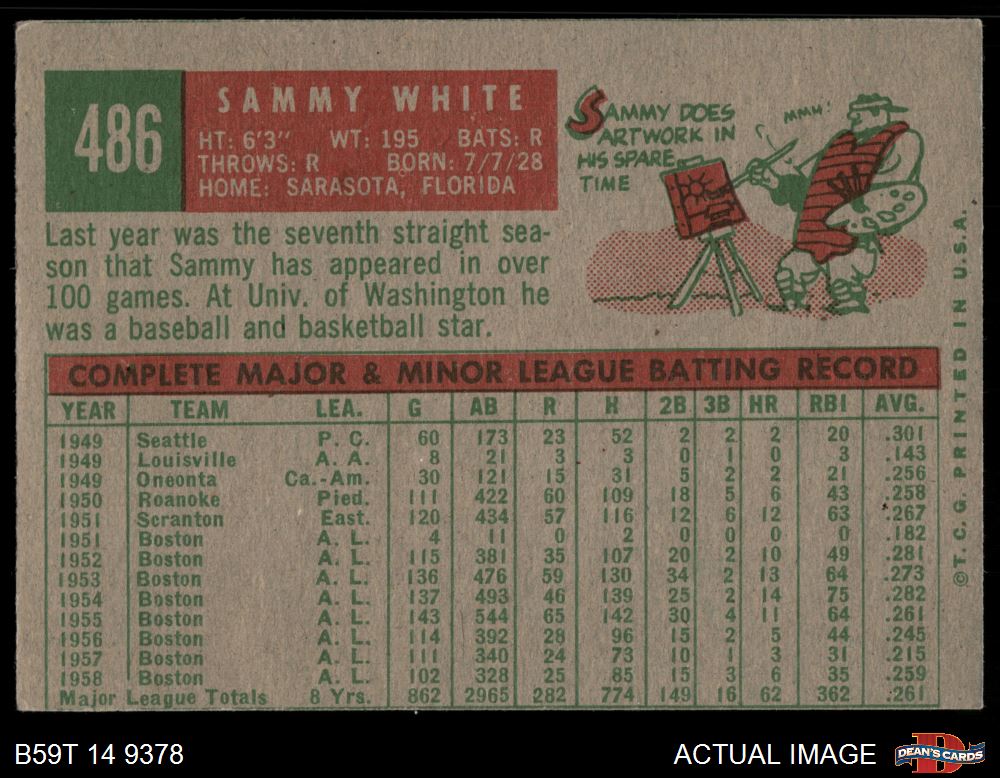 486
SAMMY WHITE
HT: 6'3" WT: 195 BATS: R
THROWS: R BORN: 7/7/28
HOME: SARASOTA, FLORIDA
SAMMY DOES
ARTWORK IN
HIS SPARE
TIME
MMM!
Last year was the seventh straight sea-
son that Sammy has appeared in over
100 games. At Univ. of Washington he
was a baseball and basketball star.
COMPLETE MAJOR & MINOR LEAGUE BATTING RECORD
YEAR TEAM LEA. G AB R H 2B 3B HR RBI AVG.
1949 Seattle P. C. 60 173 23 52 2 2 2 20 .301
1949 Louisville A. A. 8 21 3 3 0 1 0 3 .143
1949 Oneonta Ca.-Am. 30 121 15 31 5 2 2 21 .256
1950 Roanoke Pied. 111 422 60 109 18 5 6 43 .258
1951 Scranton East. 120 434 57 116 12 6 12 63 .267
1951 Boston A. L. 4 11 0 2 0 0 0 0 .182
1952 Boston A. L. 115 381 35 107 20 2 10 49 .281
1953 Boston A. L. 136 476 59 130 34 2 13 64 .273
1954 Boston A. L. 137 493 46 139 25 2 14 75 .282
1955 Boston A. L. 143 544 65 142 30 4 11 64 .261
1956 Boston A. L. 114 392 28 96 15 2 5 44 .245
1957 Boston A. L. 111 340 24 73 10 1 3 31 .215
1958 Boston A. L. 102 328 25 85 15 3 6 35 .259
Major League Totals 8 Yrs. 862 2965 282 774 149 16 62 362 .261
© T. C. G. PRINTED IN U.S.A.
B59T 14 9378
ACTUAL IMAGE
DEAN'S CARDS